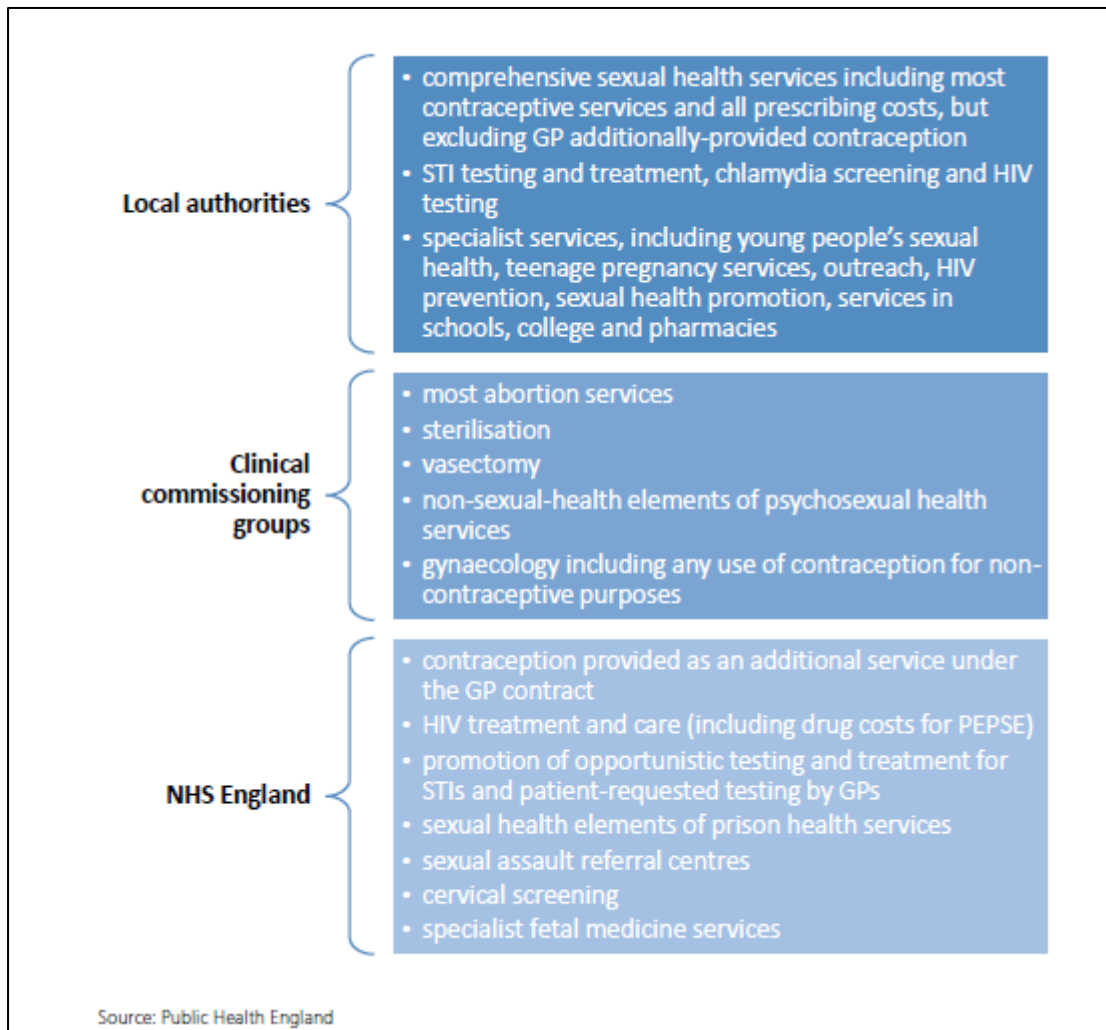 • comprehensive sexual health services including most
contraceptive services and all prescribing costs, but
excluding GP additionally-provided contraception
• STI testing and treatment, chlamydia screening and HIV
testing
• specialist services, including young people's sexual
health, teenage pregnancy services, outreach, HIV
prevention, sexual health promotion, services in
schools, college and pharmacies
Local authorities
• most abortion services
• sterilisation
• vasectomy
• non-sexual-health elements of psychosexual health
services
• gynaecology including any use of contraception for non-
contraceptive purposes
Clinical
commissioning
groups
• contraception provided as an additional service under
the GP contract
• HIV treatment and care (including drug costs for PEPSE)
• promotion of opportunistic testing and treatment for
STIs and patient-requested testing by GPs
• sexual health elements of prison health services
• sexual assault referral centres
• cervical screening
• specialist fetal medicine services
NHS England
Source: Public Health England